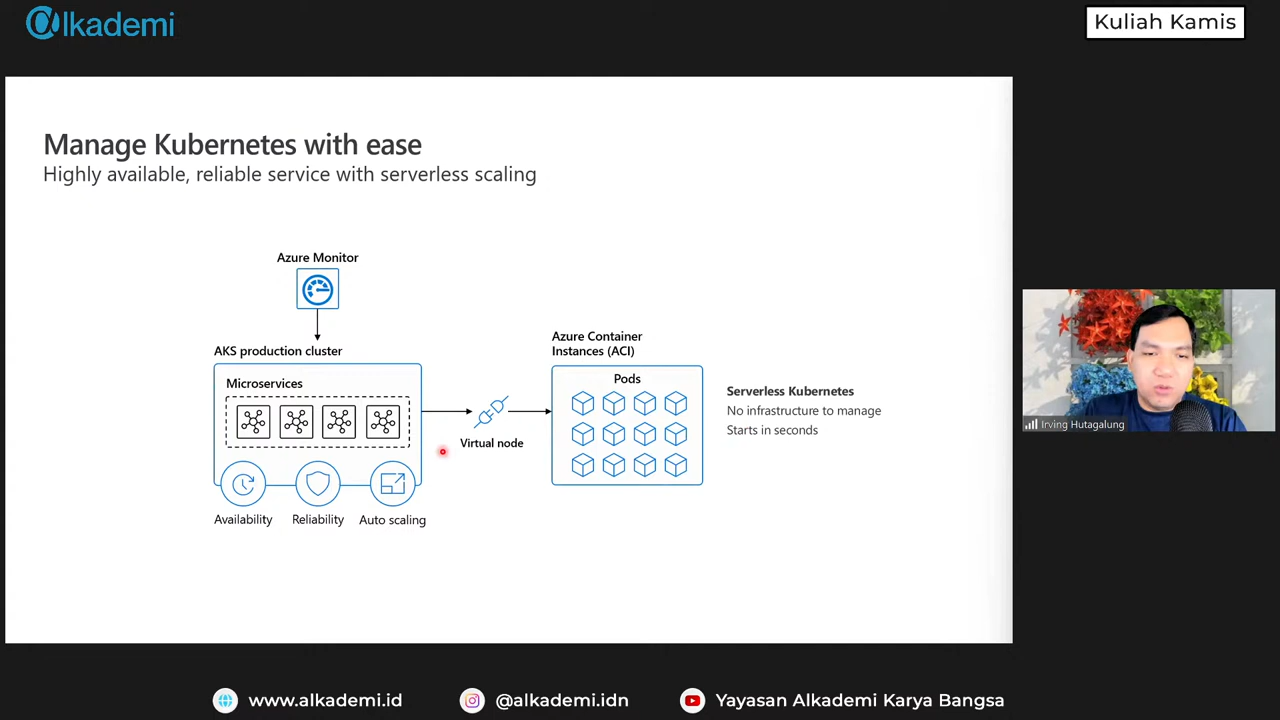 alkademi
Kuliah Kamis
Manage Kubernetes with ease
Highly available, reliable service with serverless scaling
Azure Monitor
AKS production cluster
Microservices
Availability
Reliability
Auto scaling
Virtual node
Azure Container
Instances (ACI)
Pods
Serverless Kubernetes
No infrastructure to manage
Starts in seconds
Irving Hutagalung
www.alkademi.id
@alkademi.idn
Yayasan Alkademi Karya Bangsa